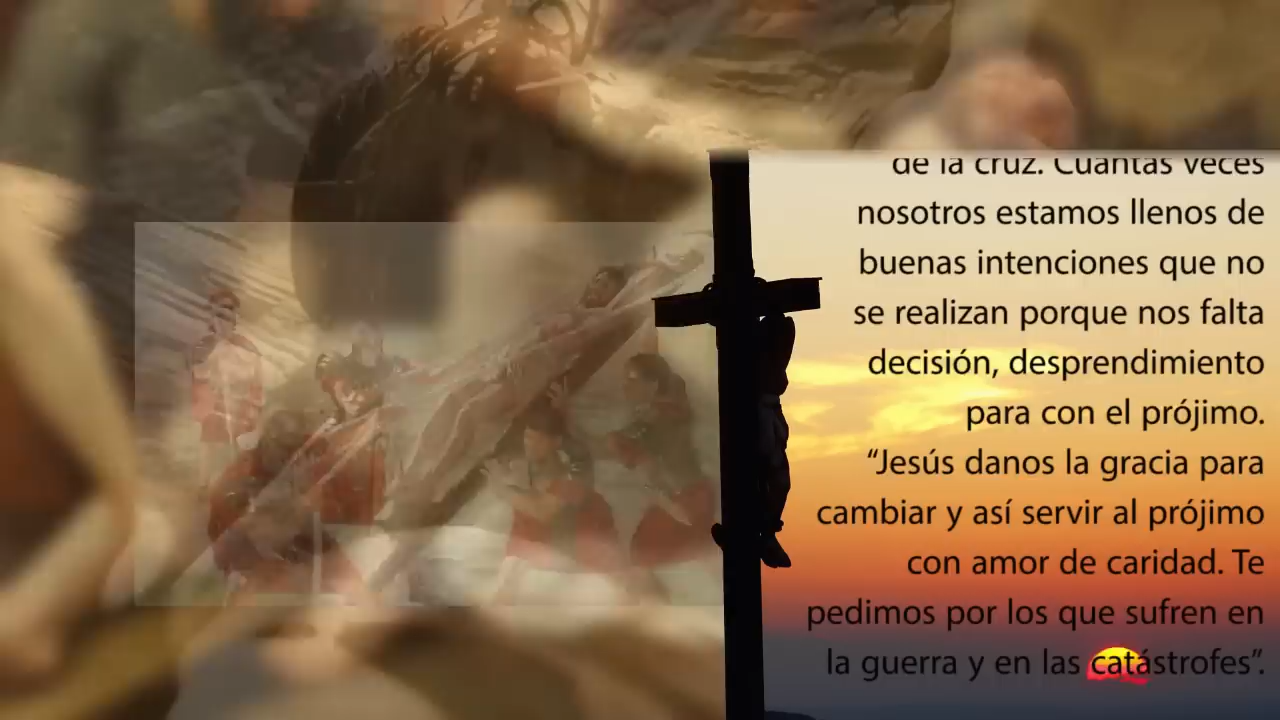 de la cruz. Cuántas veces
nosotros estamos llenos de
buenas intenciones que no
se realizan porque nos falta
decisión, desprendimiento
para con el prójimo.
“Jesús danos la gracia para
cambiar y así servir al prójimo
con amor de caridad. Te
pedimos por los que sufren en
la guerra y en las catástrofes”.